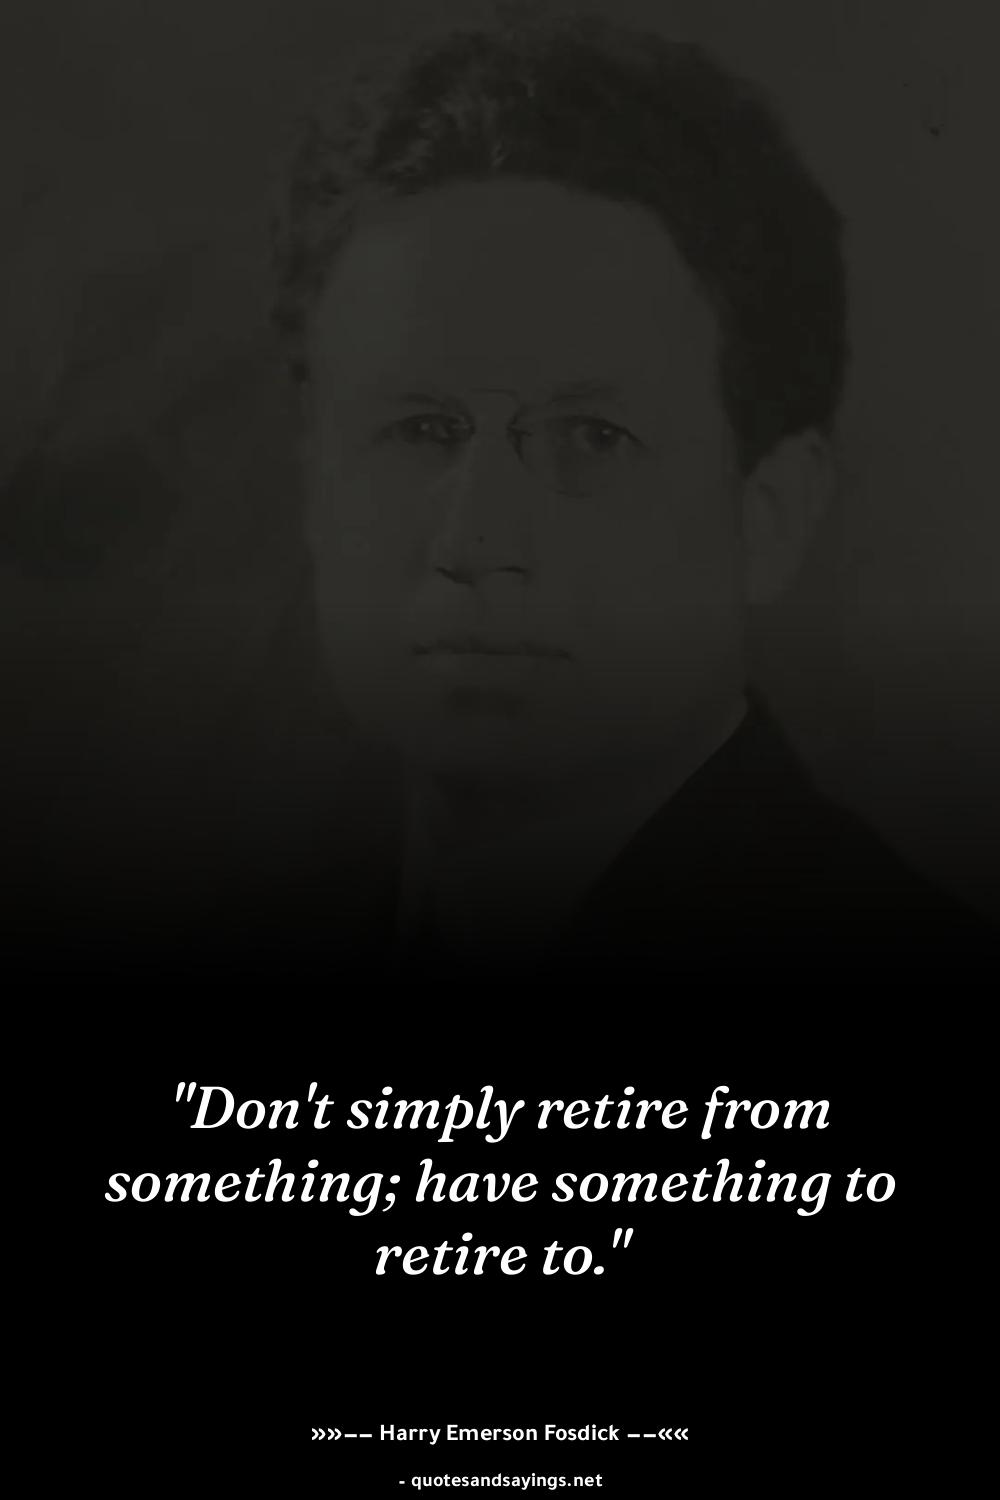 "Don't simply retire from
something; have something to
retire to."
»»–– Harry Emerson Fosdick ––««
- quotesandsayings.net